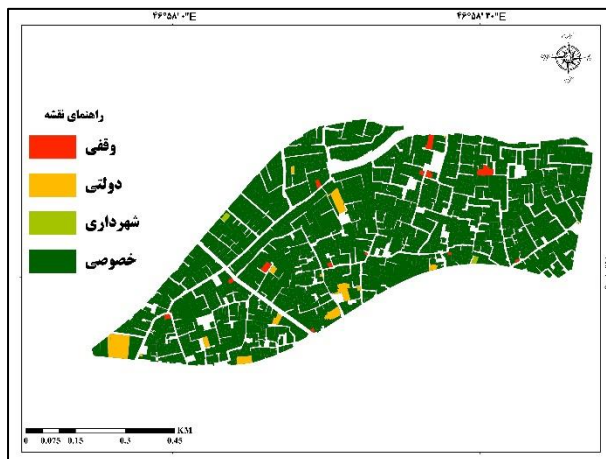 ۴۶°۵۸'۰"E ۴۶°۵۸'۳۰"E
راهنمای نقشه
وقفی
دولتی
شهرداری
خصوصی
KM
0 0.075 0.15 0.3 0.45